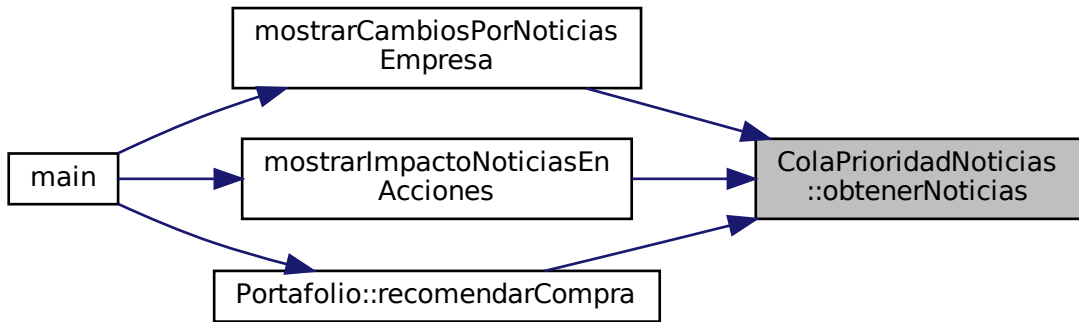 mostrarCambiosPorNoticias
Empresa
main
mostrarImpactoNoticiasEn
Acciones
ColaPrioridadNoticias
::obtenerNoticias
Portafolio::recomendarCompra